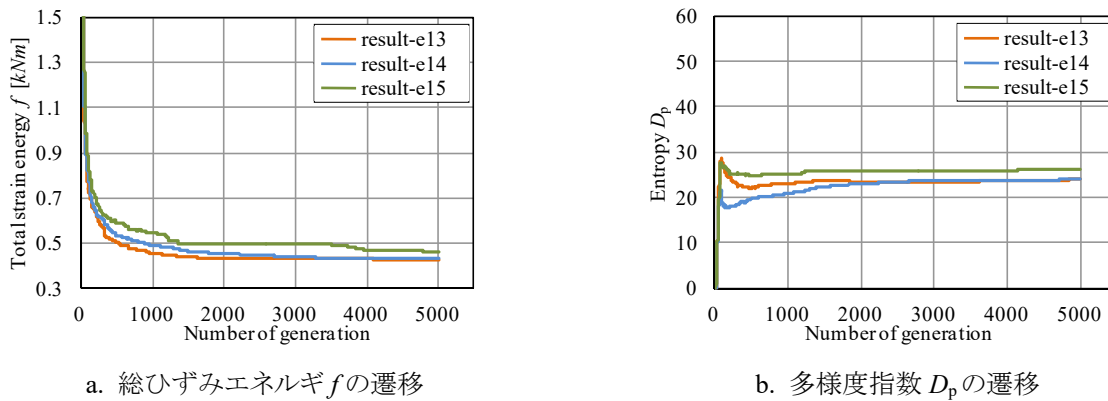 Total strain energy f [kNm]
1.5
1.3
1.1
0.9
0.7
0.5
0.3
result-e13
result-e14
result-e15
0 1000 2000 3000 4000 5000
Number of generation
a. 総ひずみエネルギ f の遷移
Entropy Dp
60
50
40
30
20
10
0
result-e13
result-e14
result-e15
0 1000 2000 3000 4000 5000
Number of generation
b. 多様度指数 Dp の遷移